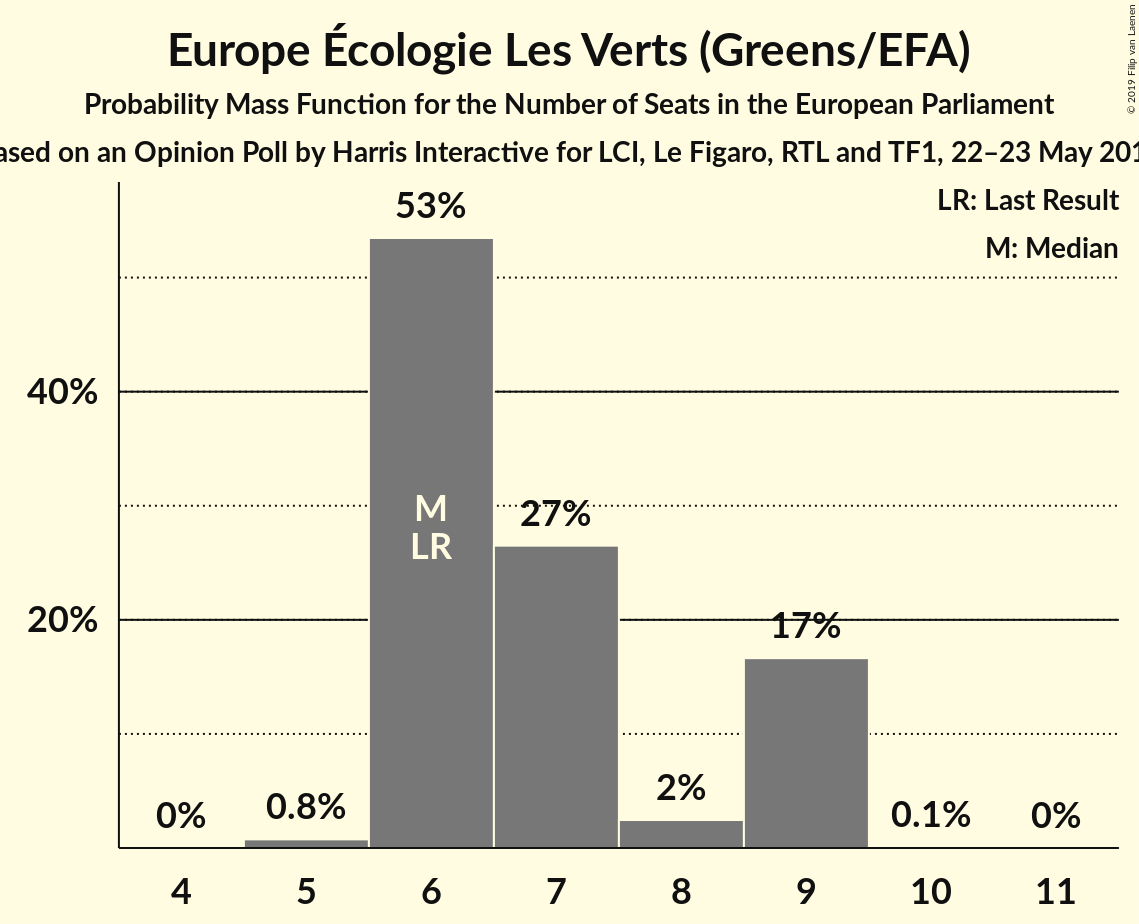 Europe Écologie Les Verts (Greens/EFA)
Probability Mass Function for the Number of Seats in the European Parliament
on an Opinion Poll by Harris Interactive for LCI, Le Figaro, RTL and TF1, 22–23 May
© 2019 Filip van Laenen
LR: Last Result
M: Median
53%
40%
M
LR
27%
20%
17%
0%
0.8%
2%
0.1%
0%
4 5 6 7 8 9 10 11